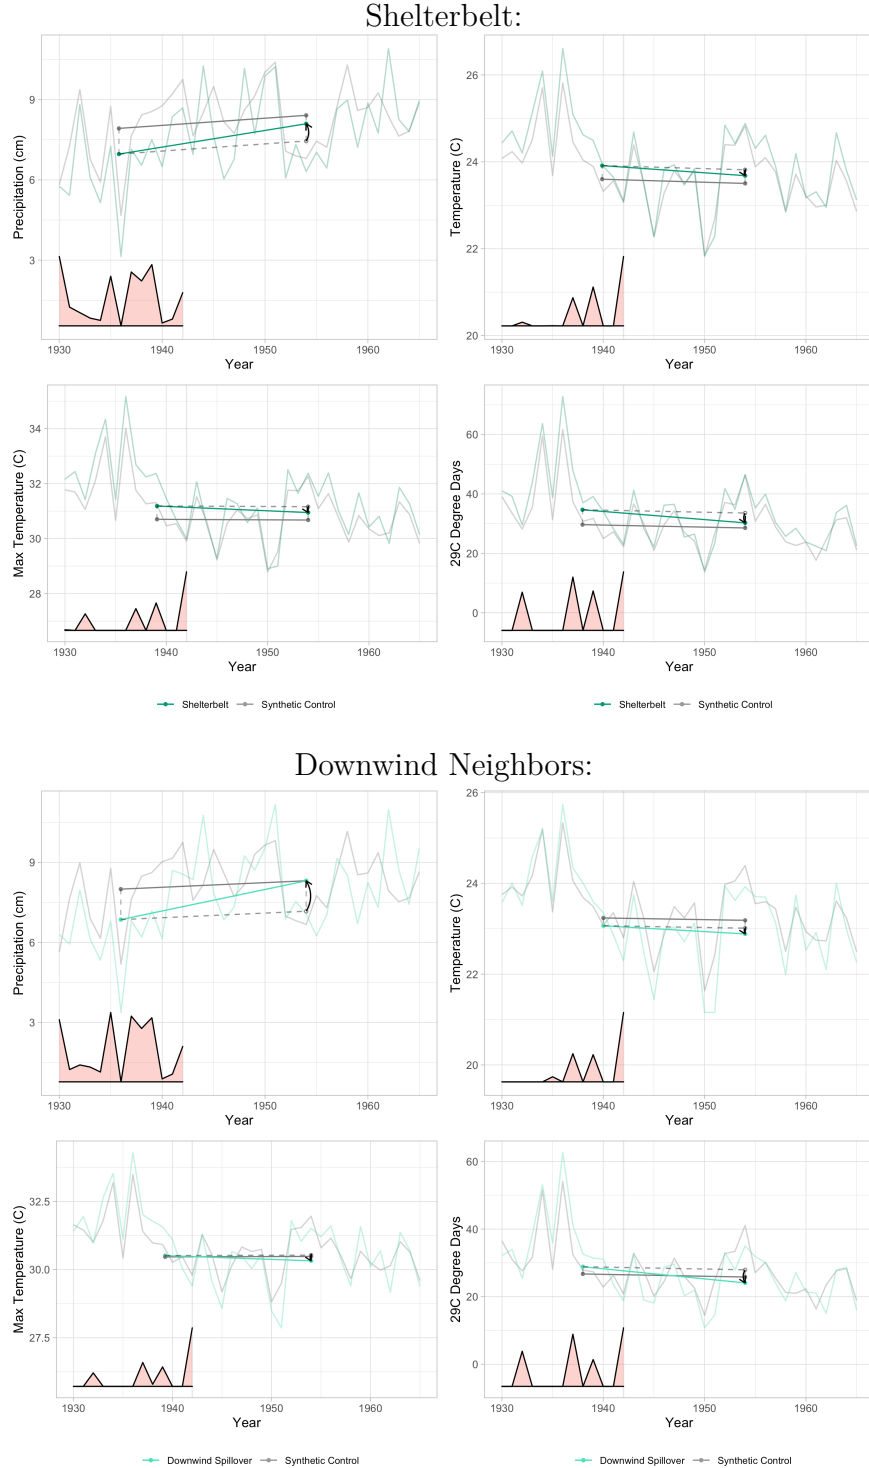 Shelterbelt:
Precipitation (cm)
9
6
3
1930 1940 1950 1960
Year
Temperature (C)
26
24
22
20
1930 1940 1950 1960
Year
Max Temperature (C)
34
32
30
28
1930 1940 1950 1960
Year
29C Degree Days
60
40
20
0
1930 1940 1950 1960
Year
Shelterbelt Synthetic Control
Shelterbelt Synthetic Control
Downwind Neighbors:
Precipitation (cm)
9
6
3
1930 1940 1950 1960
Year
Temperature (C)
26
24
22
20
1930 1940 1950 1960
Year
Max Temperature (C)
32.5
30.0
27.5
1930 1940 1950 1960
Year
29C Degree Days
60
40
20
0
1930 1940 1950 1960
Year
Downwind Spillover Synthetic Control
Downwind Spillover Synthetic Control